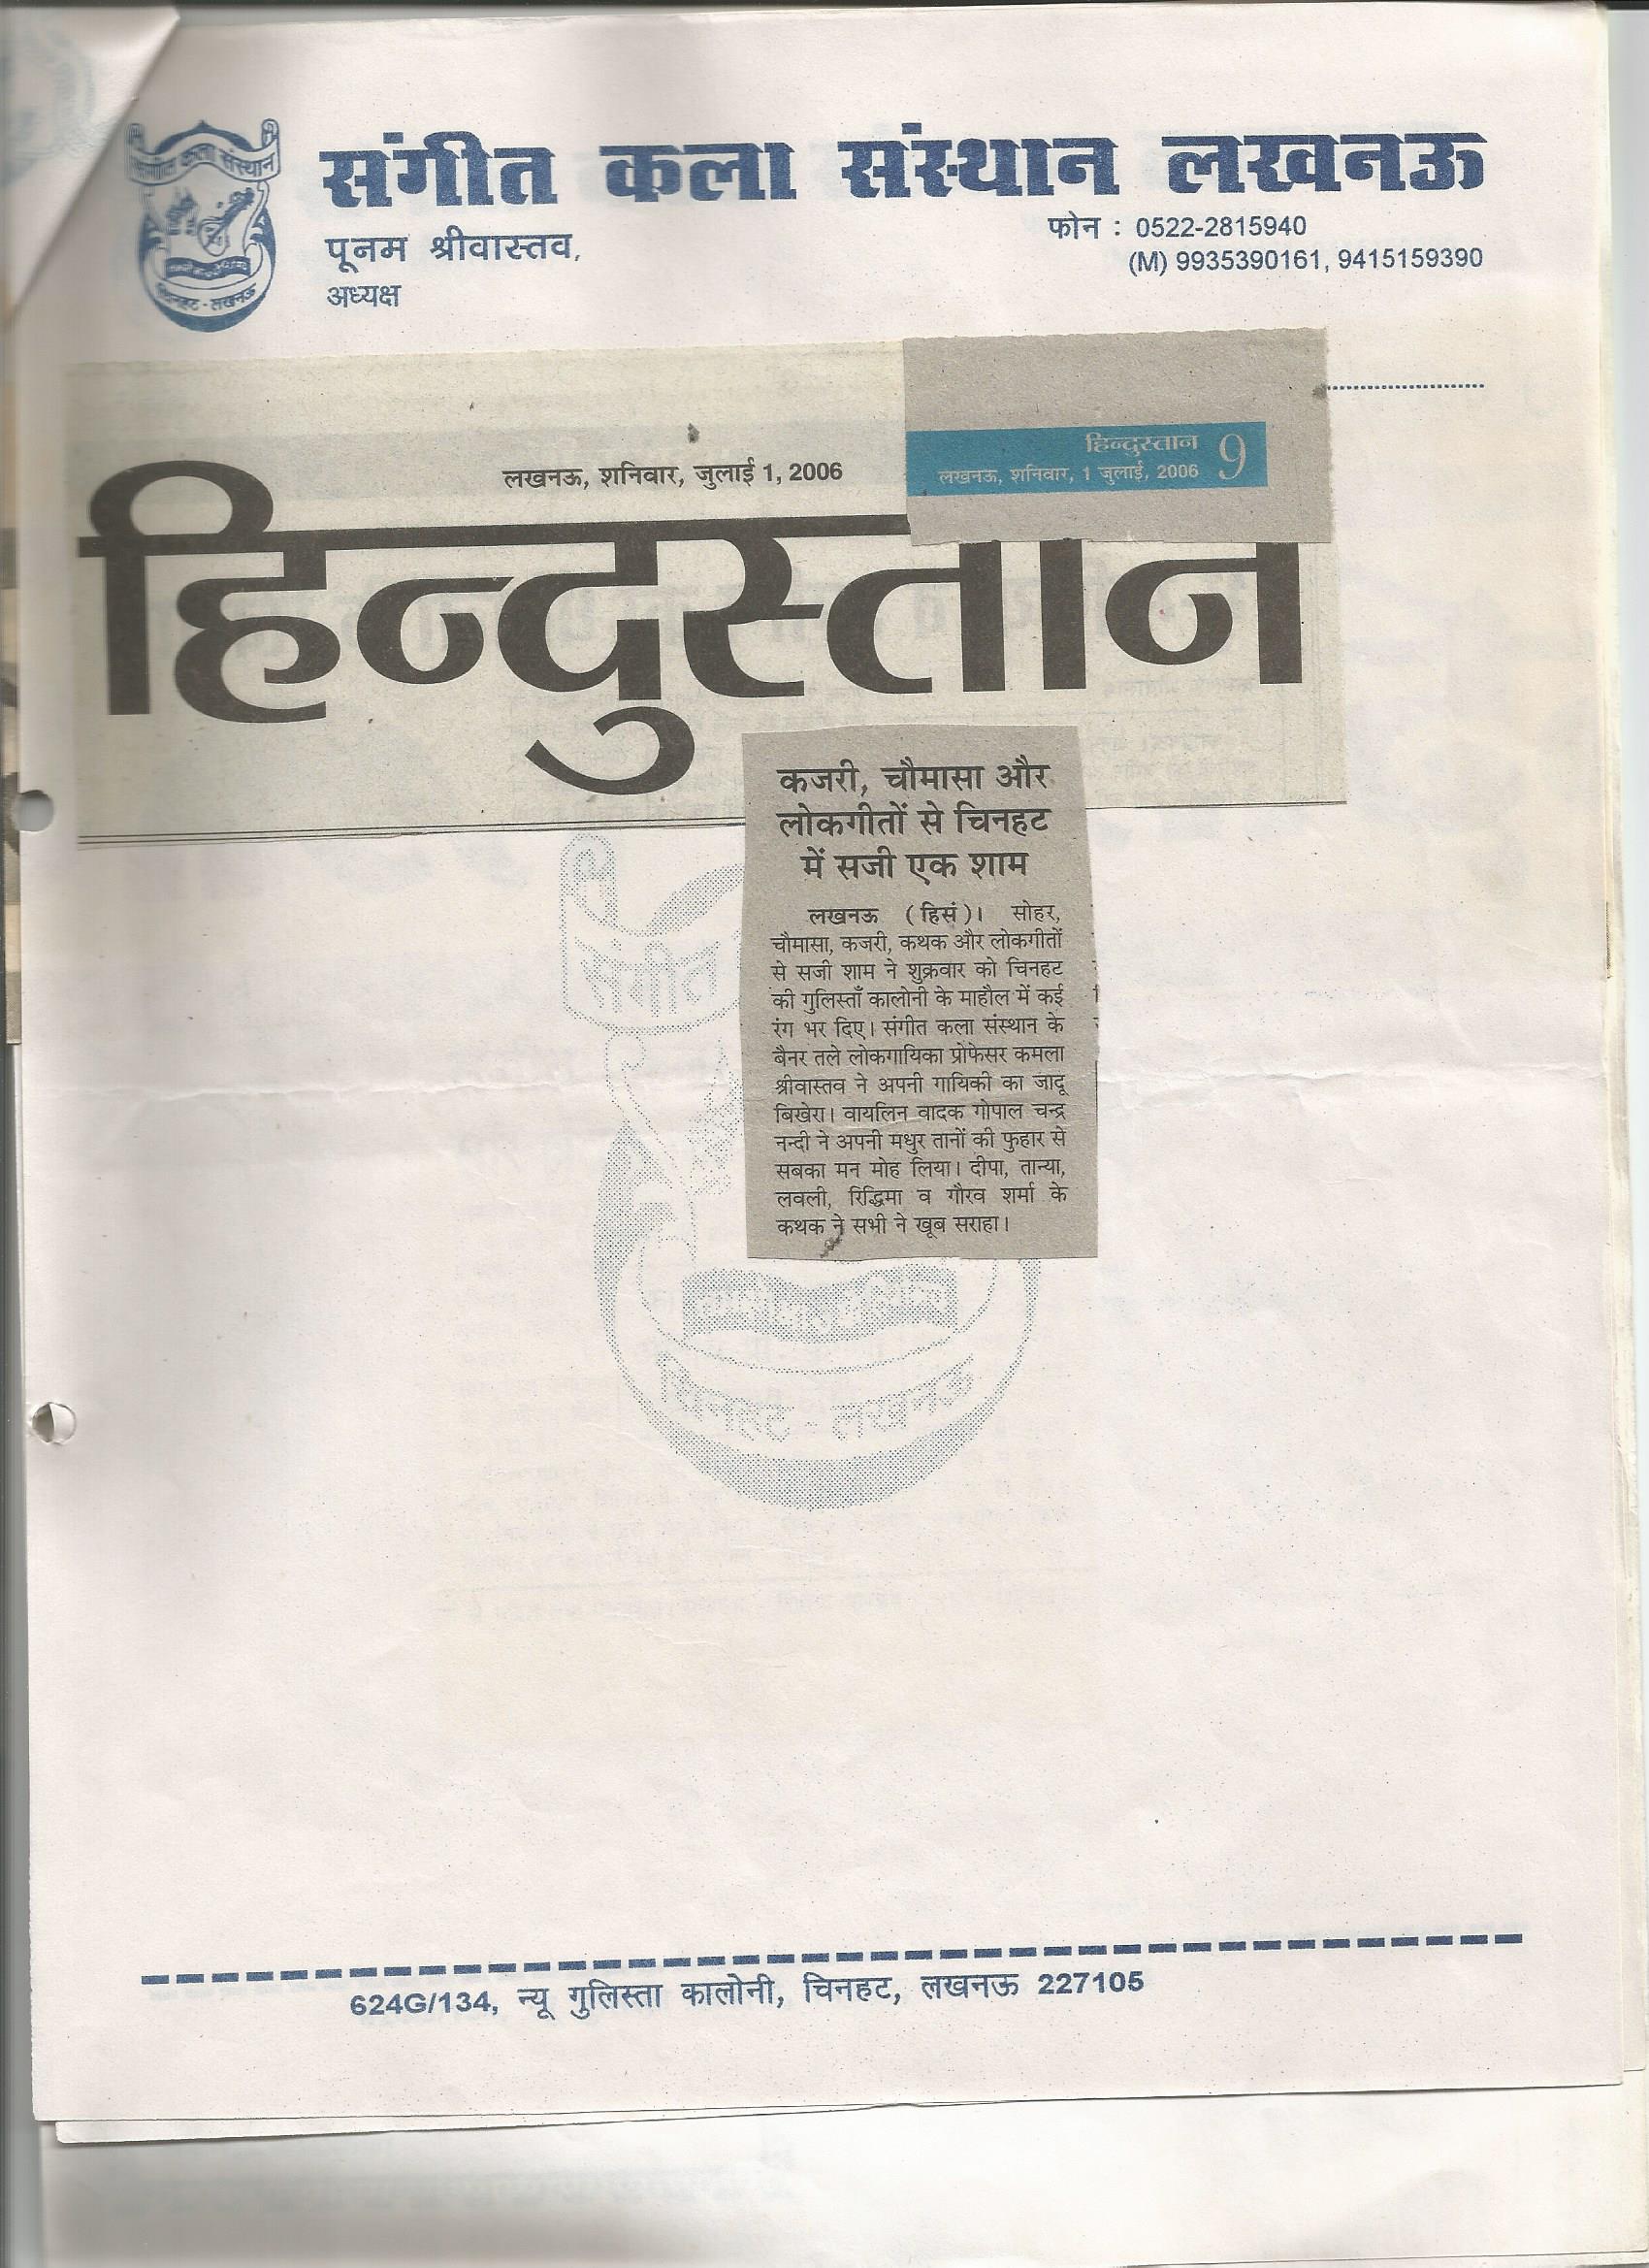 संगीत कला संस्थान
चिनहट - लखनऊ
संगीत कला संस्थान लखनऊ
पूनम श्रीवास्तव,
अध्यक्ष
फोन : 0522-2815940
(M) 9935390161, 9415159390
लखनऊ, शनिवार, जुलाई 1, 2006
हिन्दुस्तान 9
लखनऊ, शनिवार, 1 जुलाई, 2006
हिन्दुस्तान
कजरी, चौमासा और
लोकगीतों से चिनहट
में सजी एक शाम
लखनऊ (हिसं)। सोहर,
चौमासा, कजरी, कथक और लोकगीतों
से सजी शाम ने शुक्रवार को चिनहट
की गुलिस्ताँ कालोनी के माहौल में कई
रंग भर दिए। संगीत कला संस्थान के
बैनर तले लोकगायिका प्रोफेसर कमला
श्रीवास्तव ने अपनी गायिकी का जादू
बिखेरा। वायलिन वादक गोपाल चन्द्र
नन्दी ने अपनी मधुर तानों की फुहार से
सबका मन मोह लिया। दीपा, तान्या,
लवली, रिद्धिमा व गौरव शर्मा के
कथक ने सभी ने खूब सराहा।
संगीत
चिनहट - लखनऊ
624G/134, न्यू गुलिस्ता कालोनी, चिनहट, लखनऊ 227105